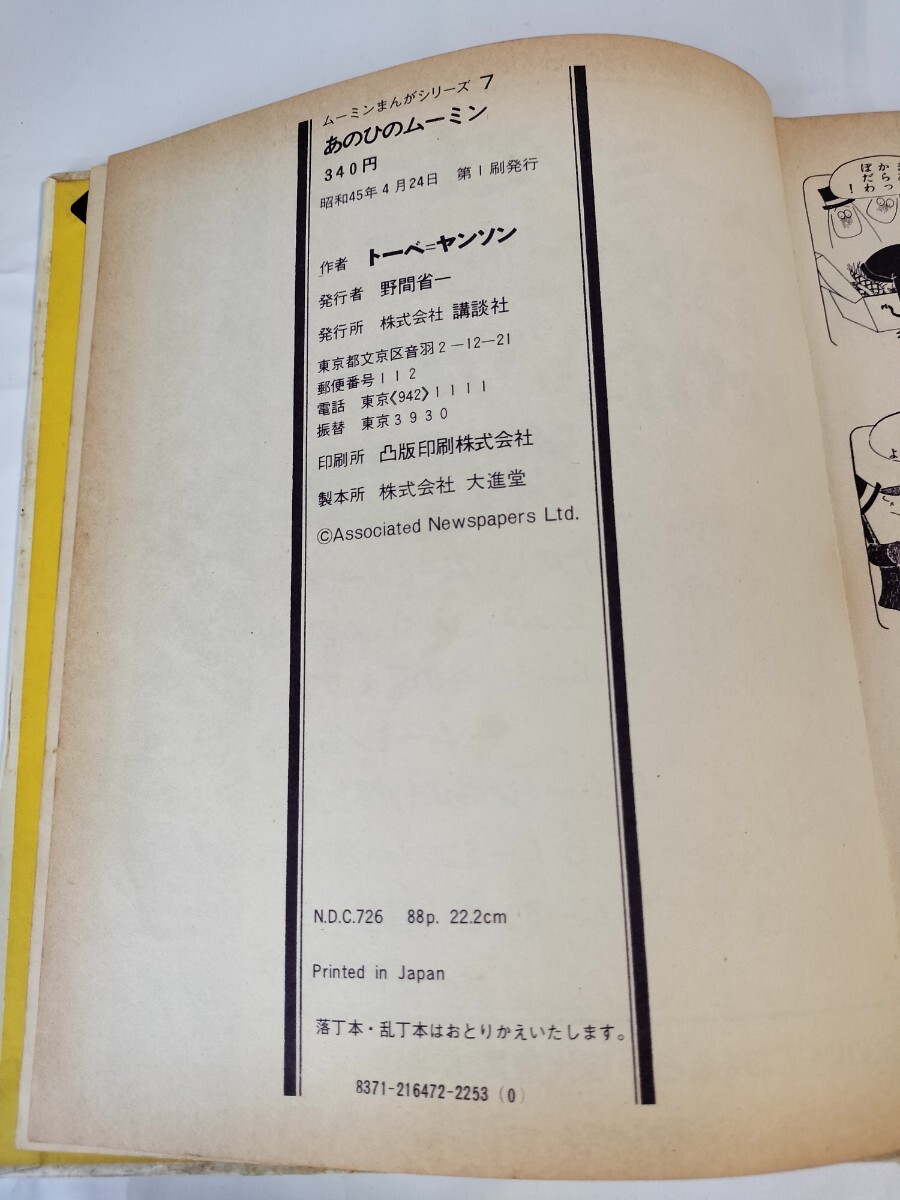 ムーミンまんがシリーズ 7
あのひのムーミン
340円
昭和45年4月24日 第1刷発行
作者 トーベ=ヤンソン
発行者 野間省一
発行所 株式会社 講談社
東京都文京区音羽2-12-21
郵便番号112
電話 東京《942》1111
振替 東京3930
印刷所 凸版印刷株式会社
製本所 株式会社 大進堂
©Associated Newspapers Ltd.
N.D.C.726 88p. 22.2cm
Printed in Japan
落丁本・乱丁本はおとりかえいたします。
8371-216472-2253 (0)
からっ
ぽだわ
!